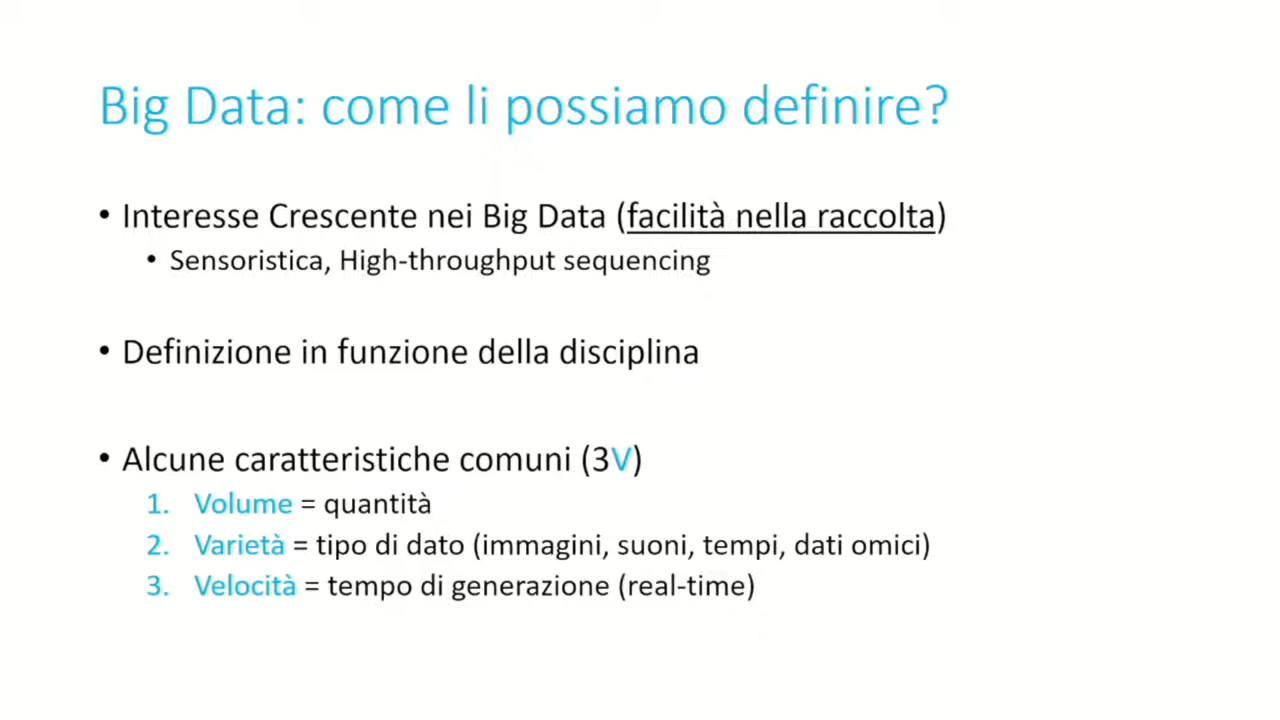 Big Data: come li possiamo definire?
• Interesse Crescente nei Big Data (facilità nella raccolta)
• Sensoristica, High-throughput sequencing
• Definizione in funzione della disciplina
• Alcune caratteristiche comuni (3V)
1. Volume = quantità
2. Varietà = tipo di dato (immagini, suoni, tempi, dati omici)
3. Velocità = tempo di generazione (real-time)